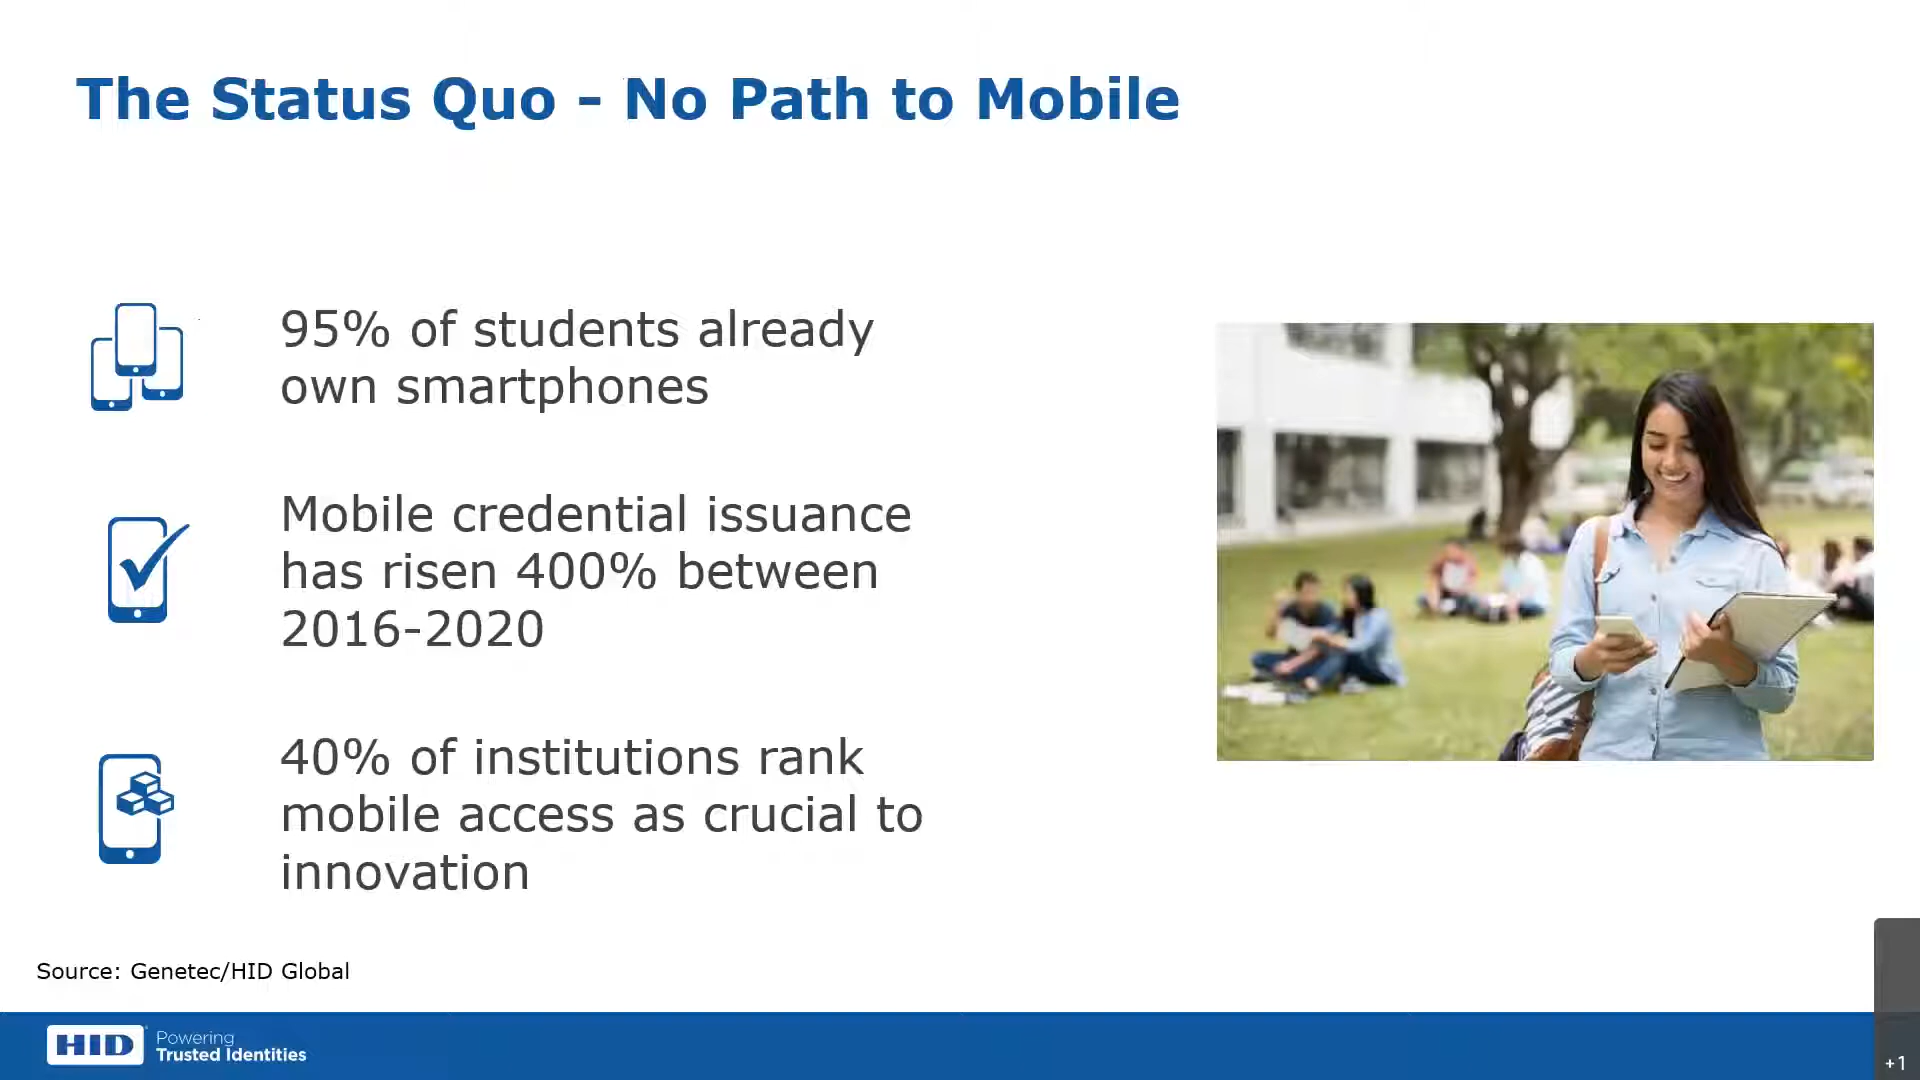 The Status Quo - No Path to Mobile
95% of students already
own smartphones
Mobile credential issuance
has risen 400% between
2016-2020
40% of institutions rank
mobile access as crucial to
innovation
Source: Genetec/HID Global
HID
Powering
Trusted Identities
+1